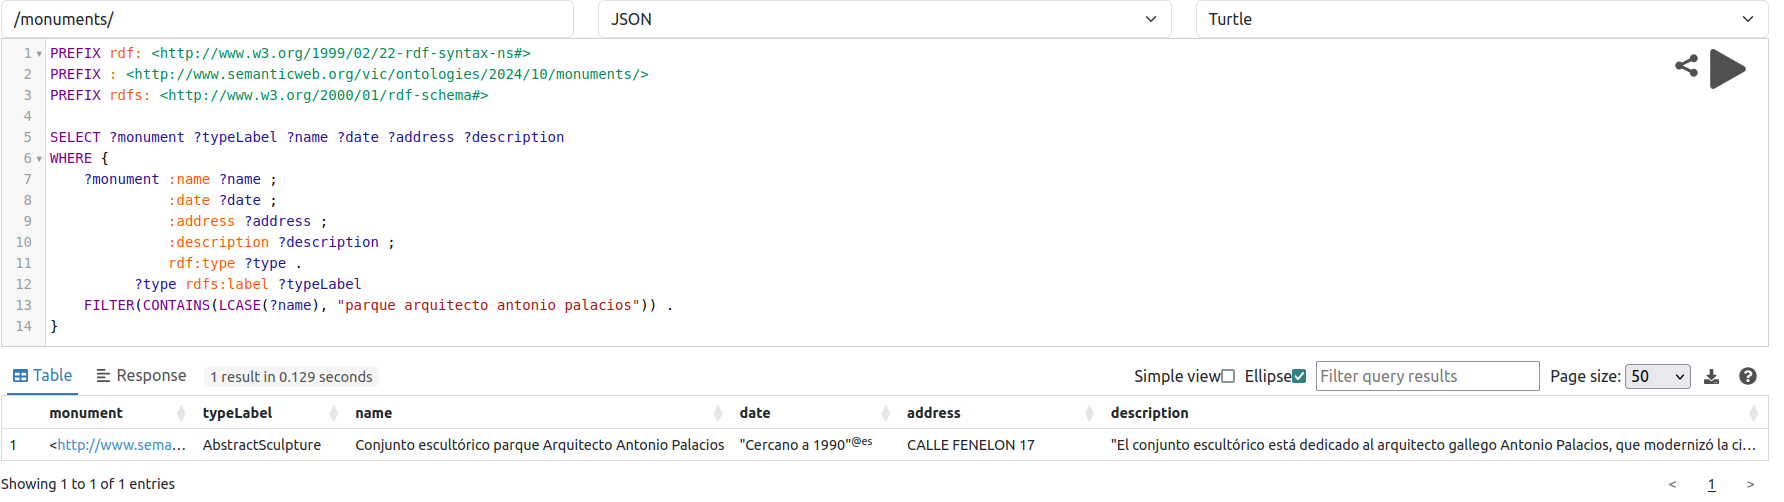 /monuments/ JSON Turtle
1 PREFIX rdf: <http://www.w3.org/1999/02/22-rdf-syntax-ns#>
2 PREFIX : <http://www.semanticweb.org/vic/ontologies/2024/10/monuments/>
3 PREFIX rdfs: <http://www.w3.org/2000/01/rdf-schema#>
4
5 SELECT ?monument ?typeLabel ?name ?date ?address ?description
6 WHERE {
7 ?monument :name ?name ;
8 :date ?date ;
9 :address ?address ;
10 :description ?description ;
11 rdf:type ?type .
12 ?type rdfs:label ?typeLabel
13 FILTER(CONTAINS(LCASE(?name), "parque arquitecto antonio palacios")) .
14 }
Table Response 1 result in 0.129 seconds Simple view Ellipse Filter query results Page size: 50
monument typeLabel name date address description
1 <http://www.sema... AbstractSculpture Conjunto escultórico parque Arquitecto Antonio Palacios "Cercano a 1990"@es CALLE FENELON 17 "El conjunto escultórico está dedicado al arquitecto gallego Antonio Palacios, que modernizó la ci...
Showing 1 to 1 of 1 entries < 1 >